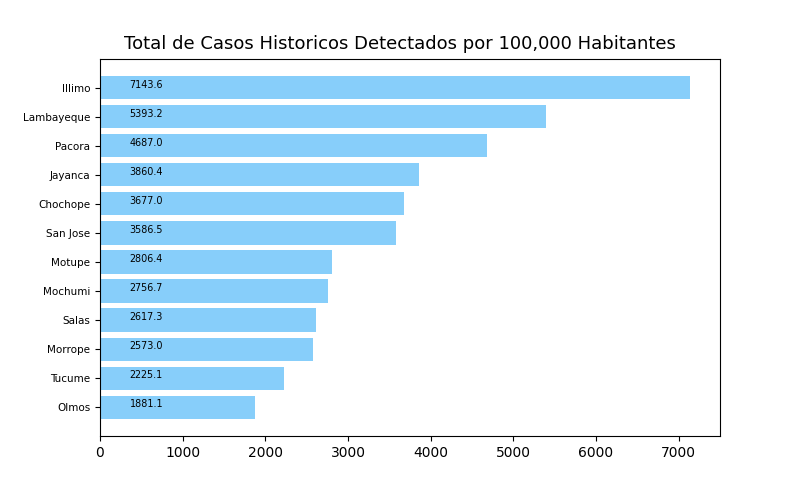 Total de Casos Historicos Detectados por 100,000 Habitantes
Illimo 7143.6
Lambayeque 5393.2
Pacora 4687.0
Jayanca 3860.4
Chochope 3677.0
San Jose 3586.5
Motupe 2806.4
Mochumi 2756.7
Salas 2617.3
Morrope 2573.0
Tucume 2225.1
Olmos 1881.1
0 1000 2000 3000 4000 5000 6000 7000